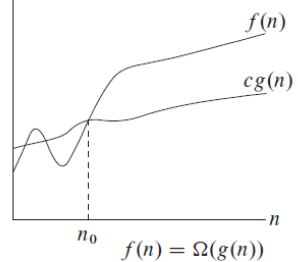 f(n)
cg(n)
n
n₀
f(n) = Ω(g(n))